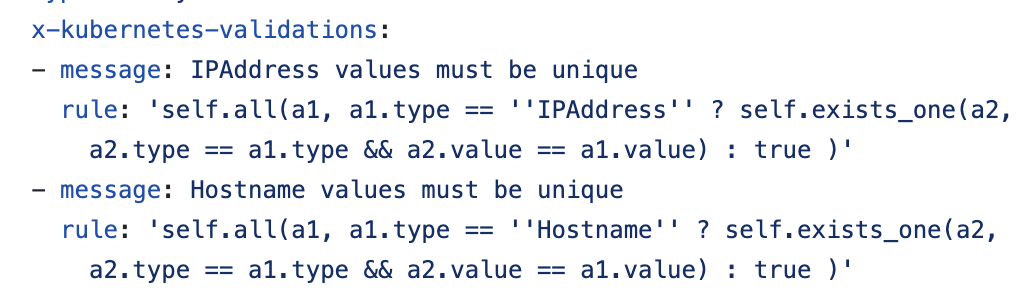 x-kubernetes-validations:
- message: IPAddress values must be unique
rule: 'self.all(a1, a1.type == ''IPAddress'' ? self.exists_one(a2,
a2.type == a1.type && a2.value == a1.value) : true )'
- message: Hostname values must be unique
rule: 'self.all(a1, a1.type == ''Hostname'' ? self.exists_one(a2,
a2.type == a1.type && a2.value == a1.value) : true )'